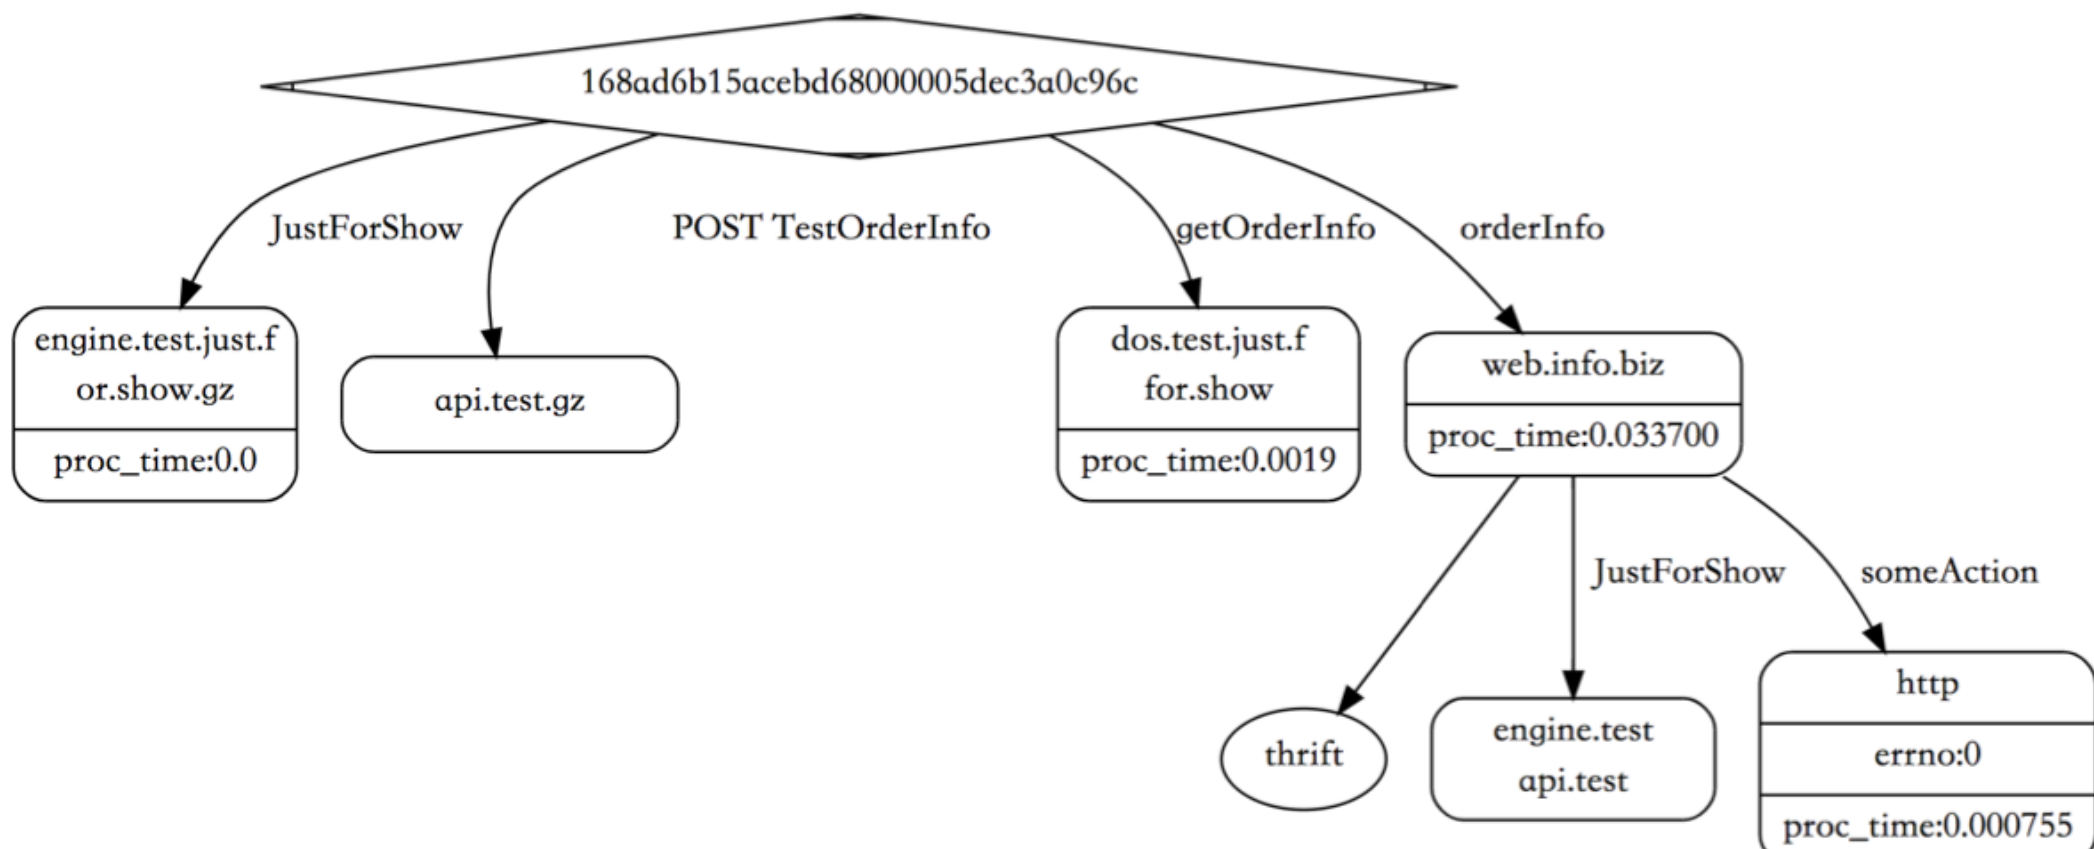 168ad6b15acebd68000005dec3a0c96c
JustForShow
POST TestOrderInfo
getOrderInfo
orderInfo
engine.test.just.f
or.show.gz
proc_time:0.0
api.test.gz
dos.test.just.f
for.show
proc_time:0.0019
web.info.biz
proc_time:0.033700
JustForShow
someAction
thrift
engine.test
api.test
http
errno:0
proc_time:0.000755